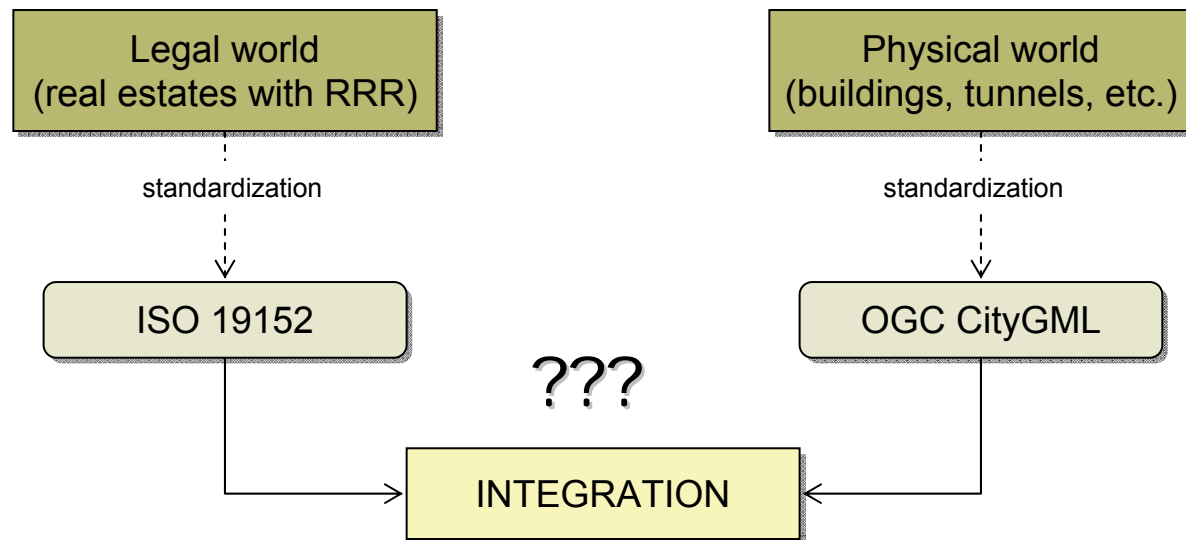 Legal world
(real estates with RRR)
Physical world
(buildings, tunnels, etc.)
standardization
standardization
ISO 19152
OGC CityGML
???
INTEGRATION